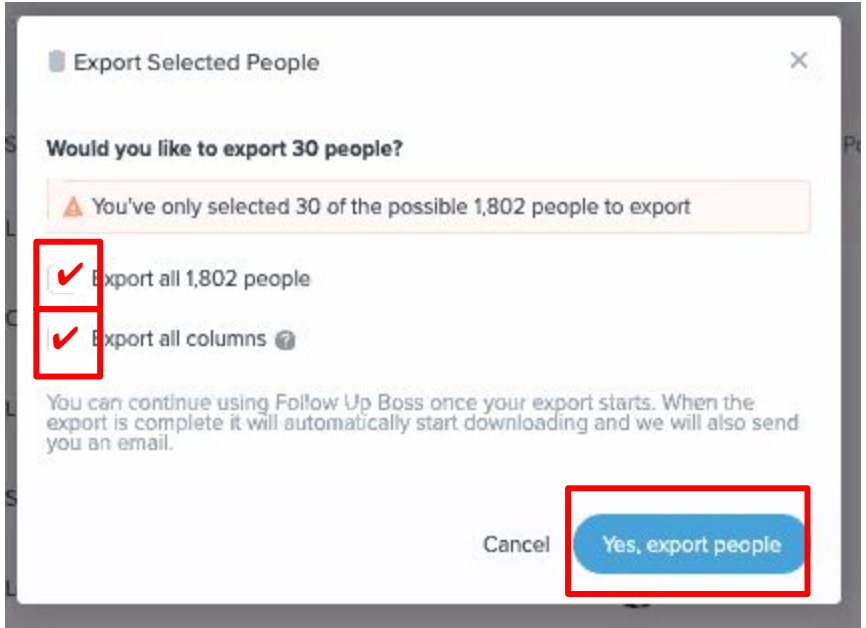 Export Selected People
Would you like to export 30 people?
You've only selected 30 of the possible 1,802 people to export
Export all 1,802 people
Export all columns
You can continue using Follow Up Boss once your export starts. When the
export is complete it will automatically start downloading and we will also send
you an email.
Cancel
Yes, export people